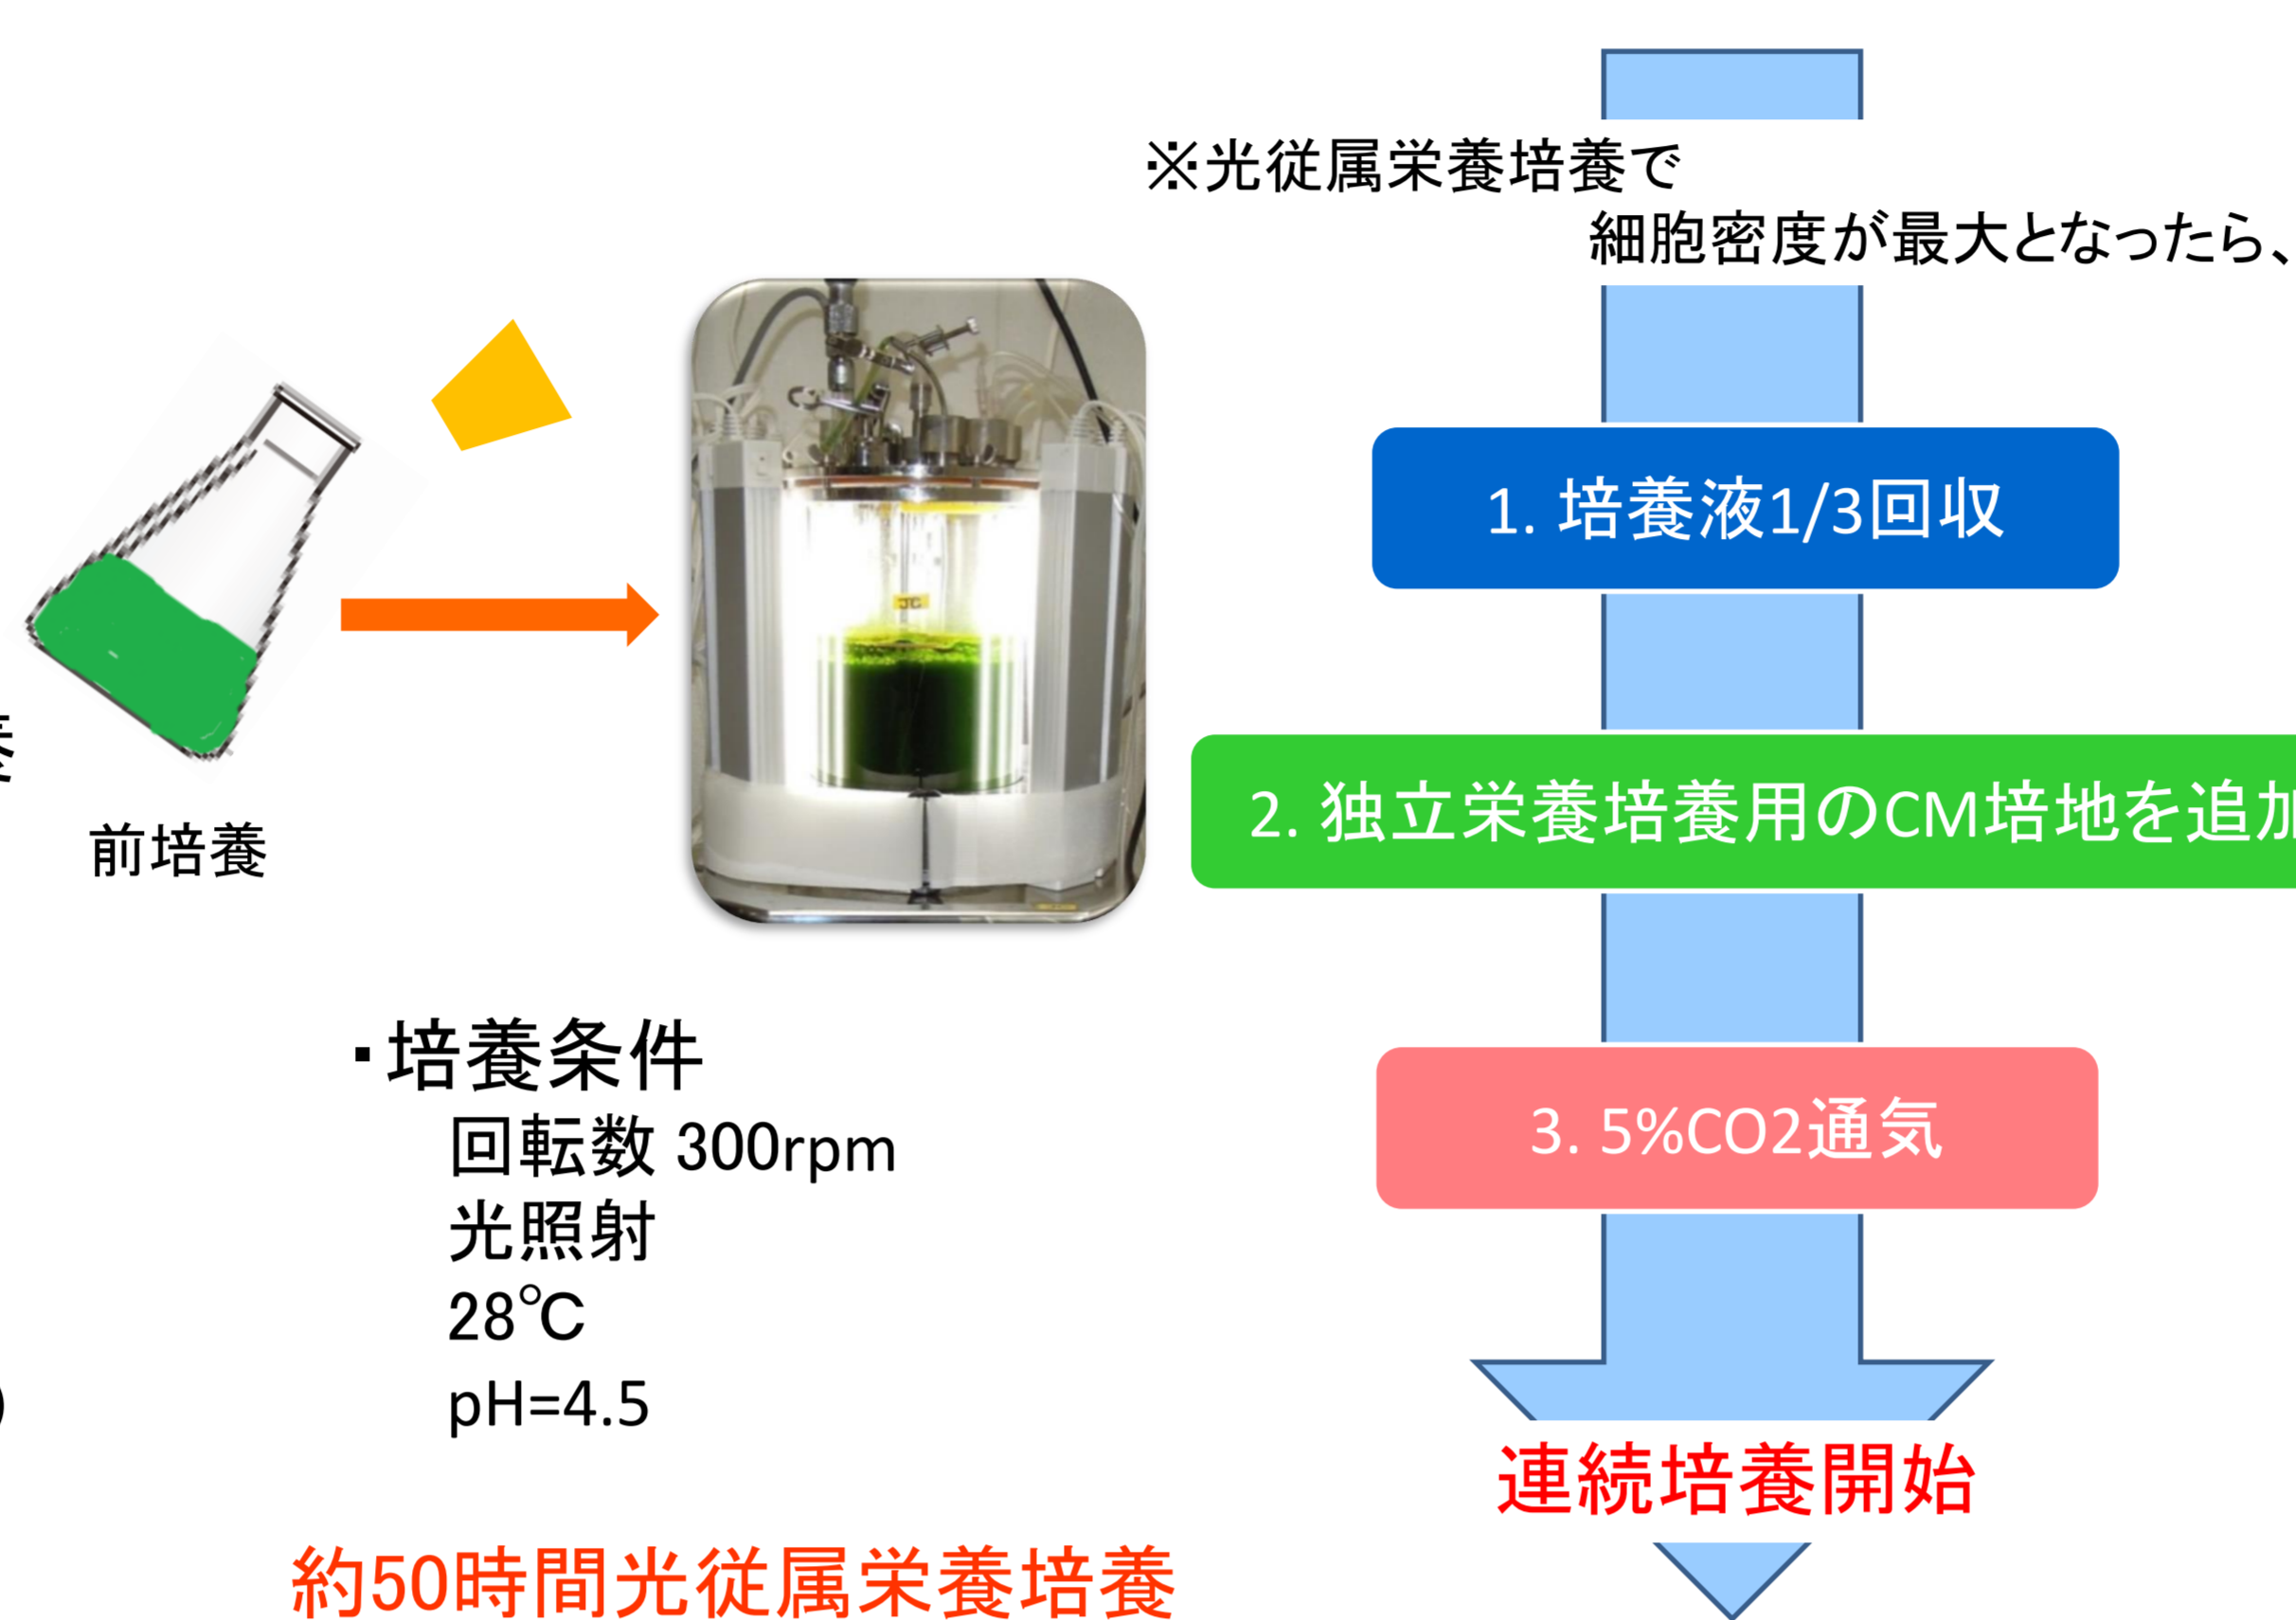 ※光従属栄養培養で
細胞密度が最大となったら、
1. 培養液1/3回収
2. 独立栄養培養用のCM培地を追加
3. 5%CO2通気
連続培養開始
前培養
・培養条件
回転数 300rpm
光照射
28℃
pH=4.5
約50時間光従属栄養培養